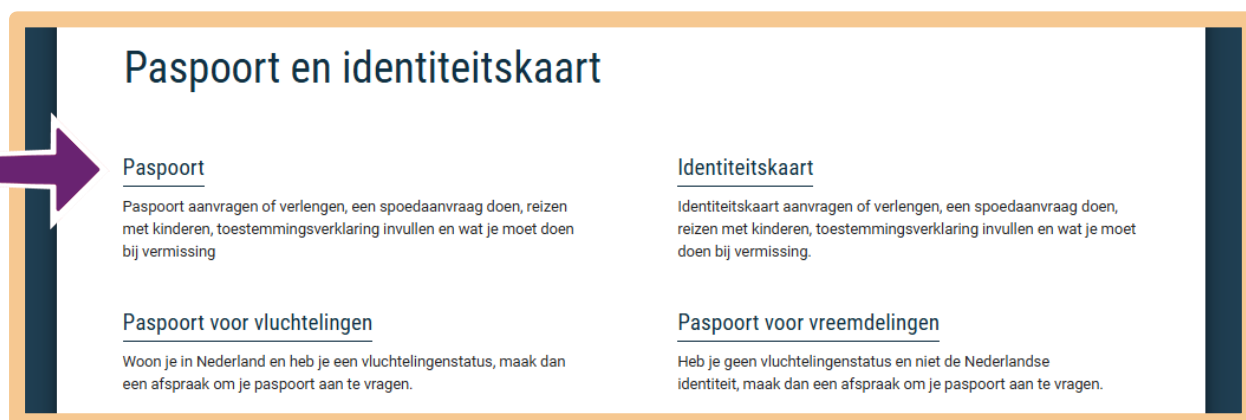 Paspoort en identiteitskaart
Paspoort
Paspoort aanvragen of verlengen, een spoedaanvraag doen, reizen
met kinderen, toestemmingsverklaring invullen en wat je moet doen
bij vermissing
Identiteitskaart
Identiteitskaart aanvragen of verlengen, een spoedaanvraag doen,
reizen met kinderen, toestemmingsverklaring invullen en wat je moet
doen bij vermissing.
Paspoort voor vluchtelingen
Woon je in Nederland en heb je een vluchtelingenstatus, maak dan
een afspraak om je paspoort aan te vragen.
Paspoort voor vreemdelingen
Heb je geen vluchtelingenstatus en niet de Nederlandse
identiteit, maak dan een afspraak om je paspoort aan te vragen.